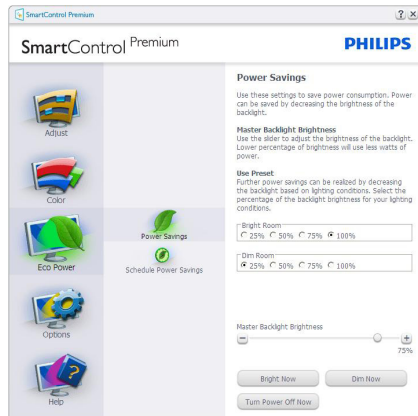 SmartControl Premium
SmartControl Premium
PHILIPS
Adjust
Color
Eco Power
Options
Help
Power Savings
Schedule Power Savings
Power Savings
Use these settings to save power consumption. Power
can be saved by decreasing the brightness of the
backlight.
Master Backlight Brightness
Use the slider to adjust the brightness of the backlight.
Lower percentage of brightness will use less watts of
power.
Use Preset
Further power savings can be realized by decreasing
the backlight based on lighting conditions. Select the
percentage of the backlight brightness for your lighting
conditions.
Bright Room
25% 50% 75% 100%
Dim Room
25% 50% 75% 100%
Master Backlight Brightness
75%
Bright Now Dim Now
Turn Power Off Now